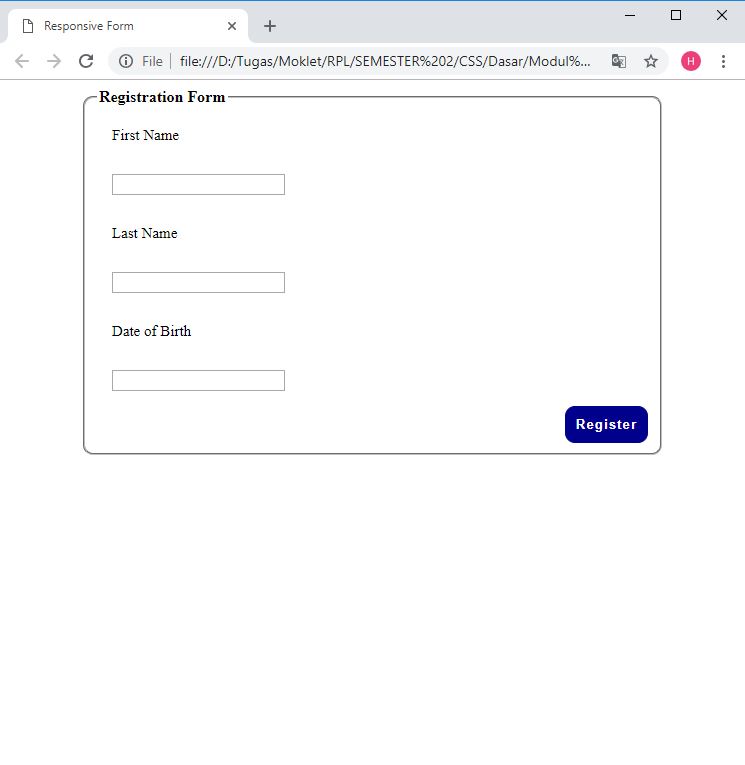 Responsive Form
File file:///D:/Tugas/Moklet/RPL/SEMESTER%202/CSS/Dasar/Modul%... H
Registration Form
First Name
Last Name
Date of Birth
Register